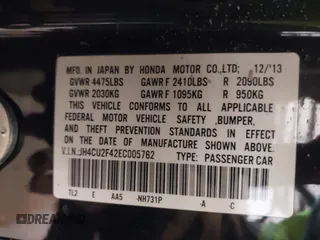 MFD. IN JAPAN BY HONDA MOTOR CO.,LTD. 12/'13
GVWR 4475LBS GAWR F 2410LBS R 2090LBS
GVWR 2030KG GAWR F 1095KG R 950KG
THIS VEHICLE CONFORMS TO ALL APPLICABLE
FEDERAL MOTOR VEHICLE SAFETY ,BUMPER,
AND THEFT PREVENTION STANDARDS IN EFFECT
ON THE DATE OF MANUFACTURE SHOWN ABOVE.
V.I.N.:JH4CU2F42EC005762 TYPE: PASSENGER CAR
TL2 E AA5 -NH731P -A -C
DREAM